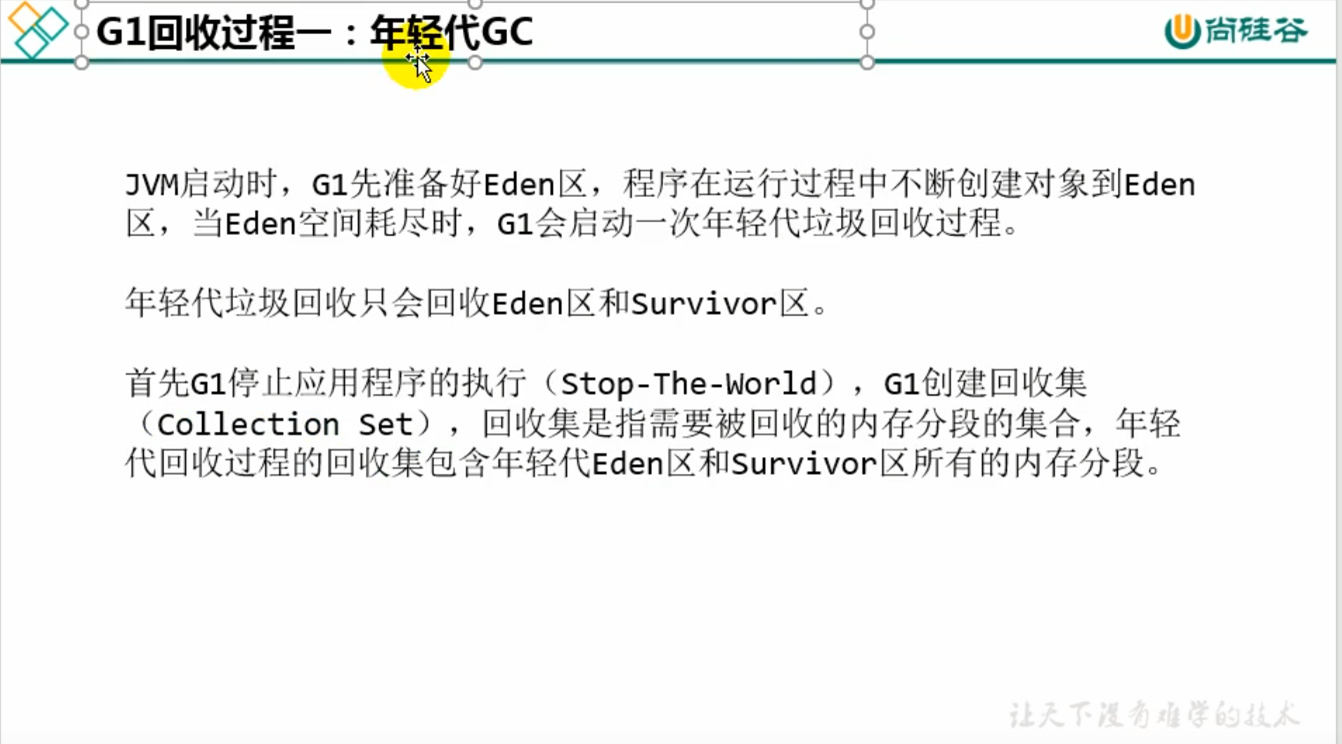 G1回收过程一：年轻代GC
尚硅谷
JVM启动时，G1先准备好Eden区，程序在运行过程中不断创建对象到Eden
区，当Eden空间耗尽时，G1会启动一次年轻代垃圾回收过程。
年轻代垃圾回收只会回收Eden区和Survivor区。
首先G1停止应用程序的执行（Stop-The-World），G1创建回收集
（Collection Set），回收集是指需要被回收的内存分段的集合，年轻
代回收过程的回收集包含年轻代Eden区和Survivor区所有的内存分段。
让天下没有难学的技术